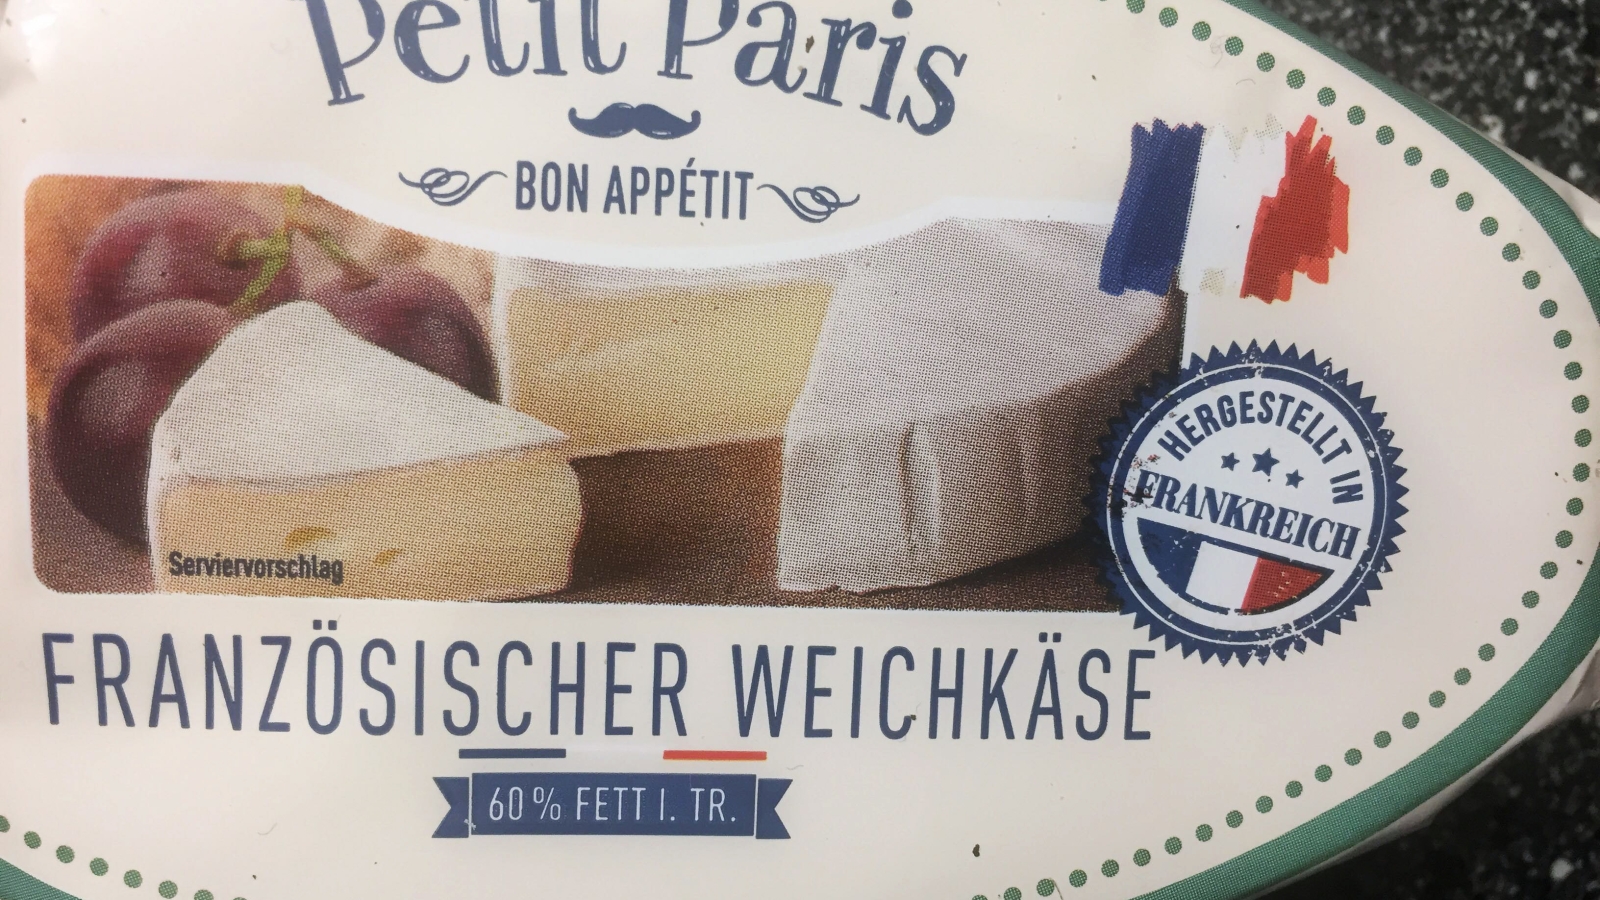 Petit Paris
BON APPÉTIT
HERGESTELLT IN
FRANKREICH
Serviervorschlag
FRANZÖSISCHER WEICHKÄSE
60% FETT I. TR.